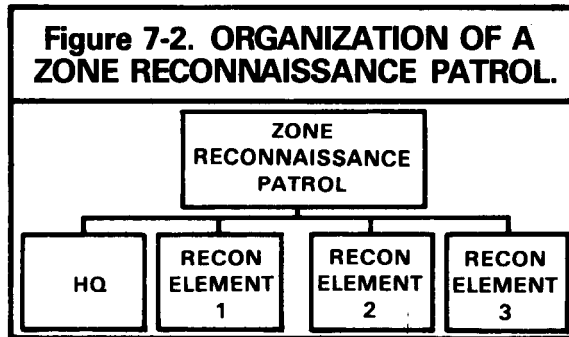 Figure 7-2. ORGANIZATION OF A
ZONE RECONNAISSANCE PATROL.
ZONE
RECONNAISSANCE
PATROL
HQ
RECON
ELEMENT
1
RECON
ELEMENT
2
RECON
ELEMENT
3